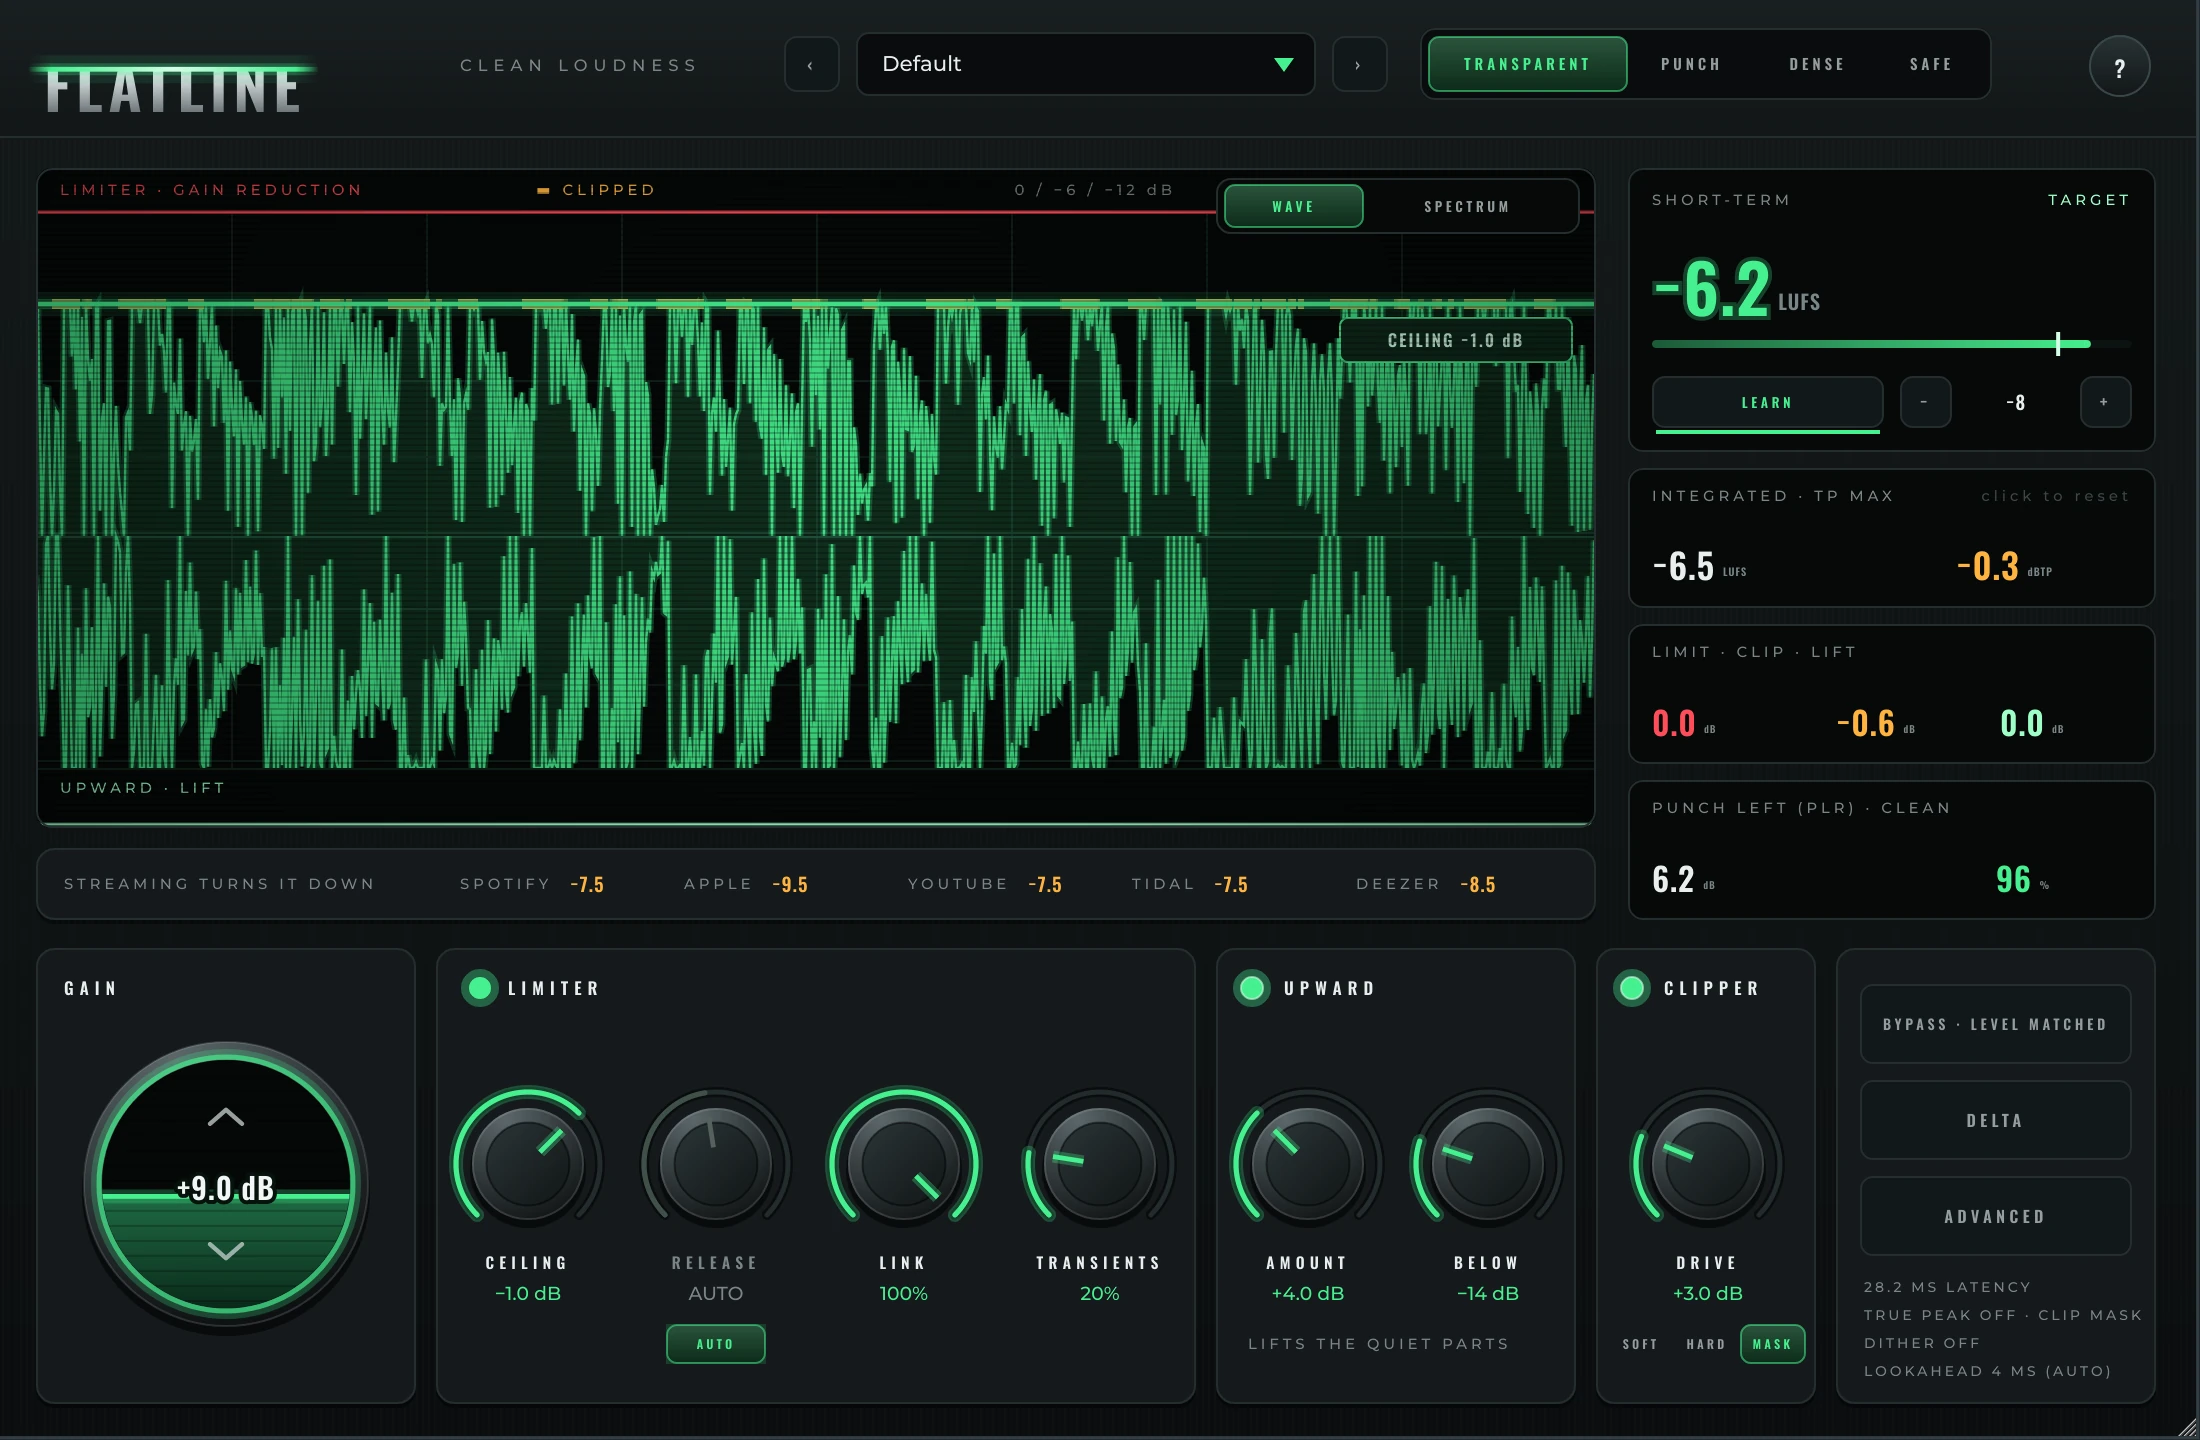 FLATLINE
CLEAN LOUDNESS
‹
Default
›
TRANSPARENT PUNCH DENSE SAFE
?
LIMITER · GAIN REDUCTION
CLIPPED
0 / −6 / −12 dB
WAVE SPECTRUM
CEILING −1.0 dB
UPWARD · LIFT
SHORT-TERM TARGET
−6.2 LUFS
LEARN − −8 +
INTEGRATED · TP MAX click to reset
−6.5 LUFS −0.3 dBTP
LIMIT · CLIP · LIFT
0.0 dB −0.6 dB 0.0 dB
PUNCH LEFT (PLR) · CLEAN
6.2 dB 96 %
STREAMING TURNS IT DOWN SPOTIFY −7.5 APPLE −9.5 YOUTUBE −7.5 TIDAL −7.5 DEEZER −8.5
GAIN
+9.0 dB
LIMITER
CEILING RELEASE LINK TRANSIENTS
−1.0 dB AUTO 100% 20%
AUTO
UPWARD
AMOUNT BELOW
+4.0 dB −14 dB
LIFTS THE QUIET PARTS
CLIPPER
DRIVE
+3.0 dB
SOFT HARD MASK
BYPASS · LEVEL MATCHED
DELTA
ADVANCED
28.2 MS LATENCY
TRUE PEAK OFF · CLIP MASK
DITHER OFF
LOOKAHEAD 4 MS (AUTO)